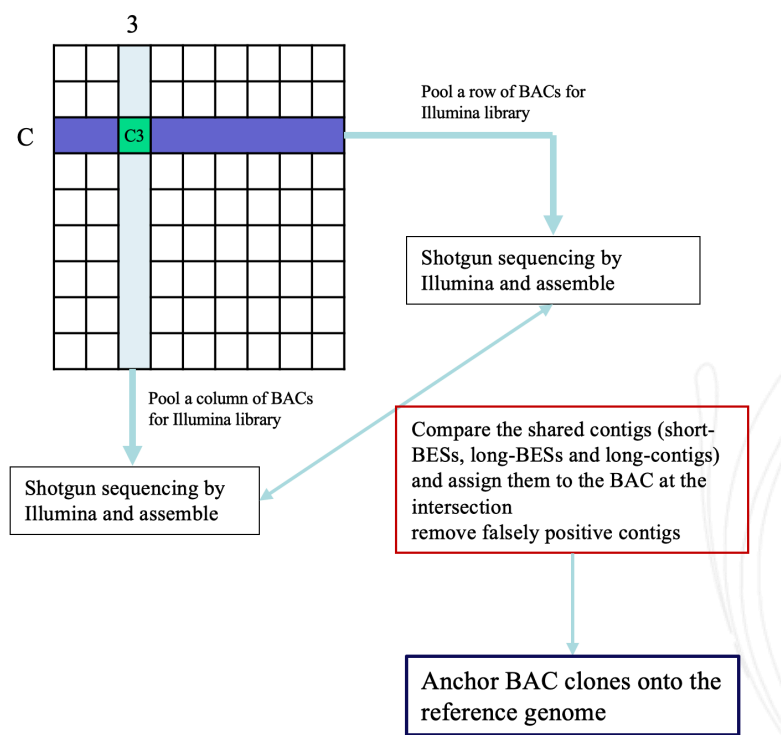 3
Pool a row of BACs for
Illumina library
C
C3
Shotgun sequencing by
Illumina and assemble
Pool a column of BACs
for Illumina library
Compare the shared contigs (short-
BESs, long-BESs and long-contigs)
and assign them to the BAC at the
intersection
remove falsely positive contigs
Shotgun sequencing by
Illumina and assemble
Anchor BAC clones onto the
reference genome